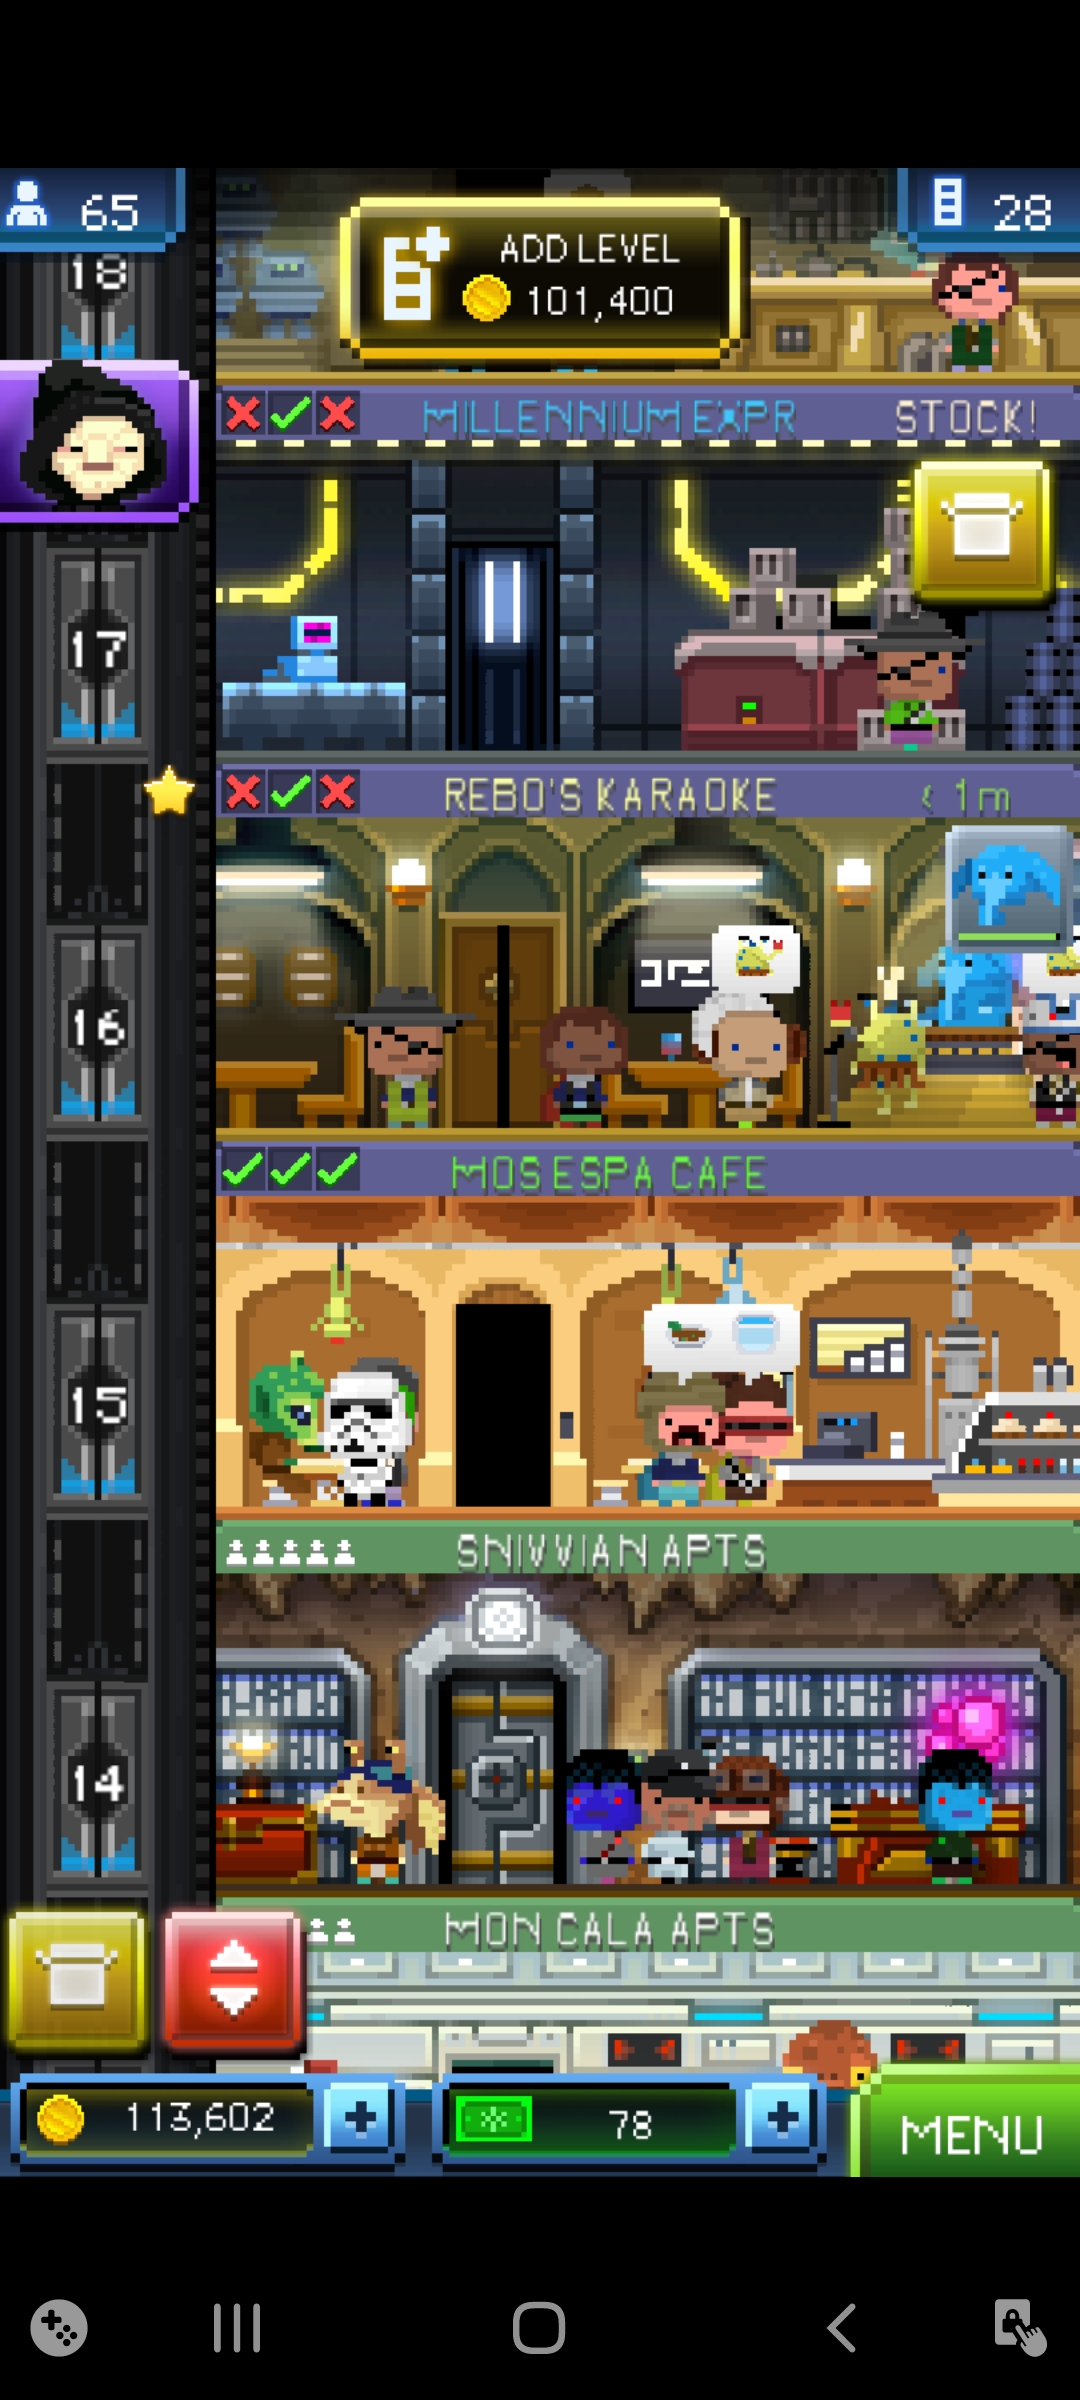 65
28
18
ADD LEVEL
101,400
MILLENNIUM EXPR STOCK!
17
REBO'S KARAOKE < 1m
16
MOS ESPA CAFE
15
SNIVVIAN APTS
14
MON CALA APTS
113,602
78
MENU